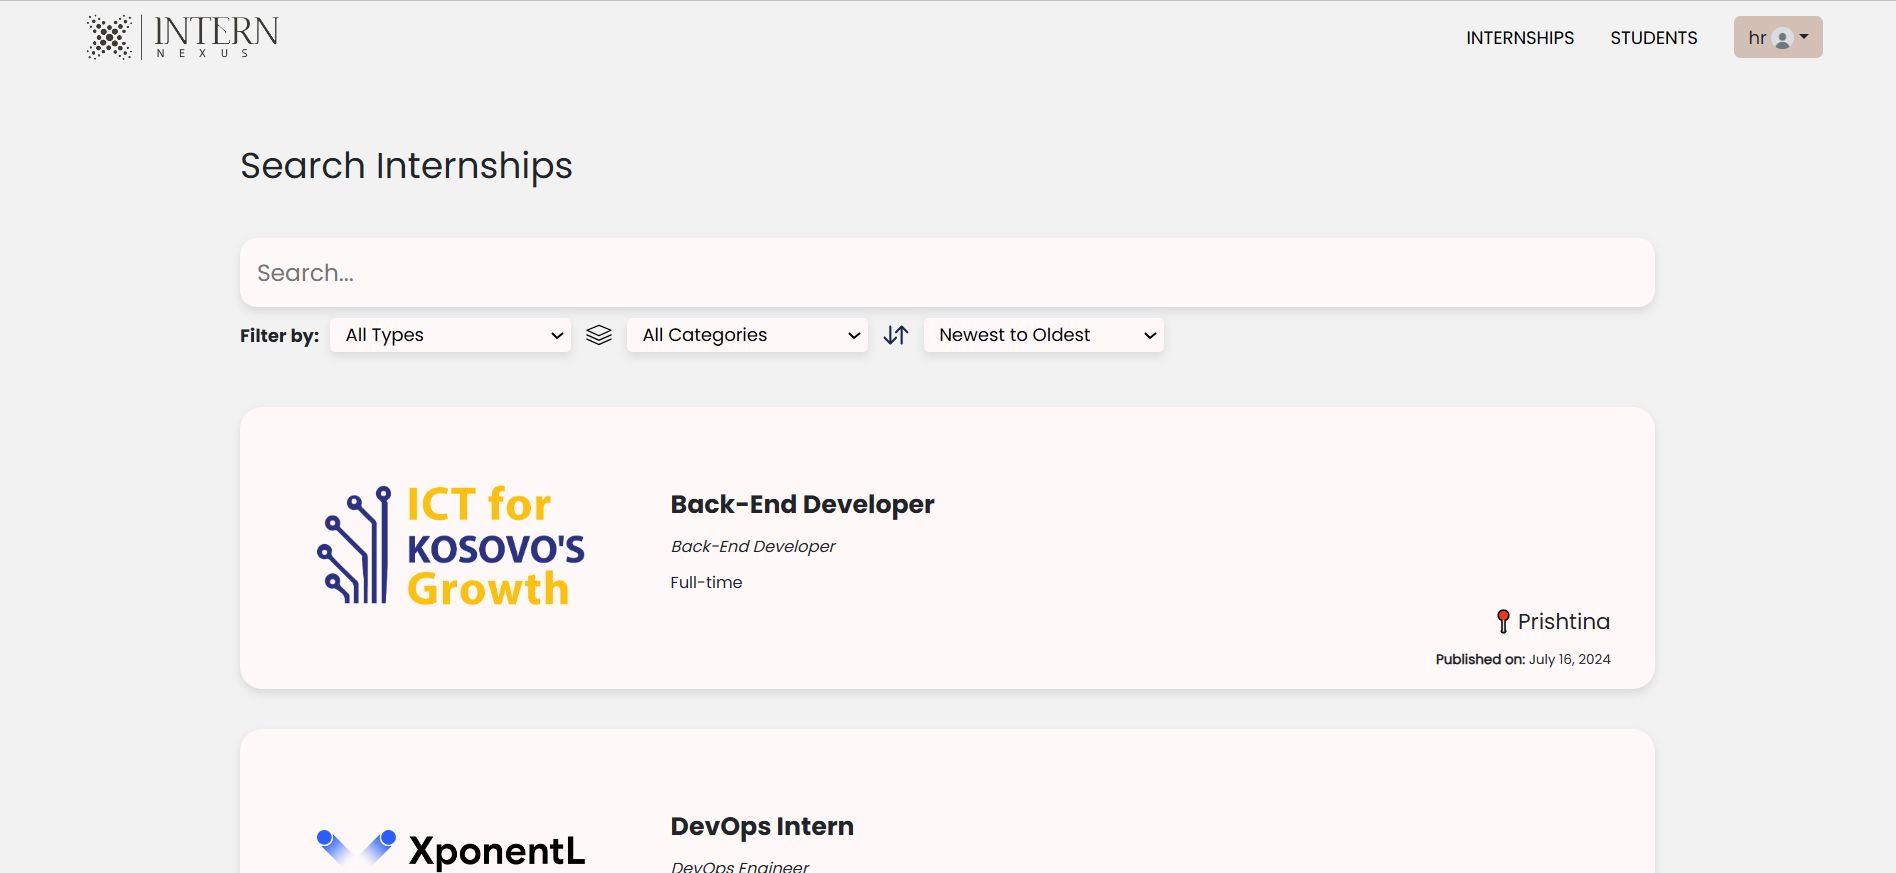 INTERN
NEXUS
INTERNSHIPS
STUDENTS
hr
Search Internships
Search...
Filter by:
All Types
All Categories
Newest to Oldest
ICT for
KOSOVO'S
Growth
Back-End Developer
Back-End Developer
Full-time
Prishtina
Published on: July 16, 2024
XponentL
DevOps Intern
DevOps Engineer